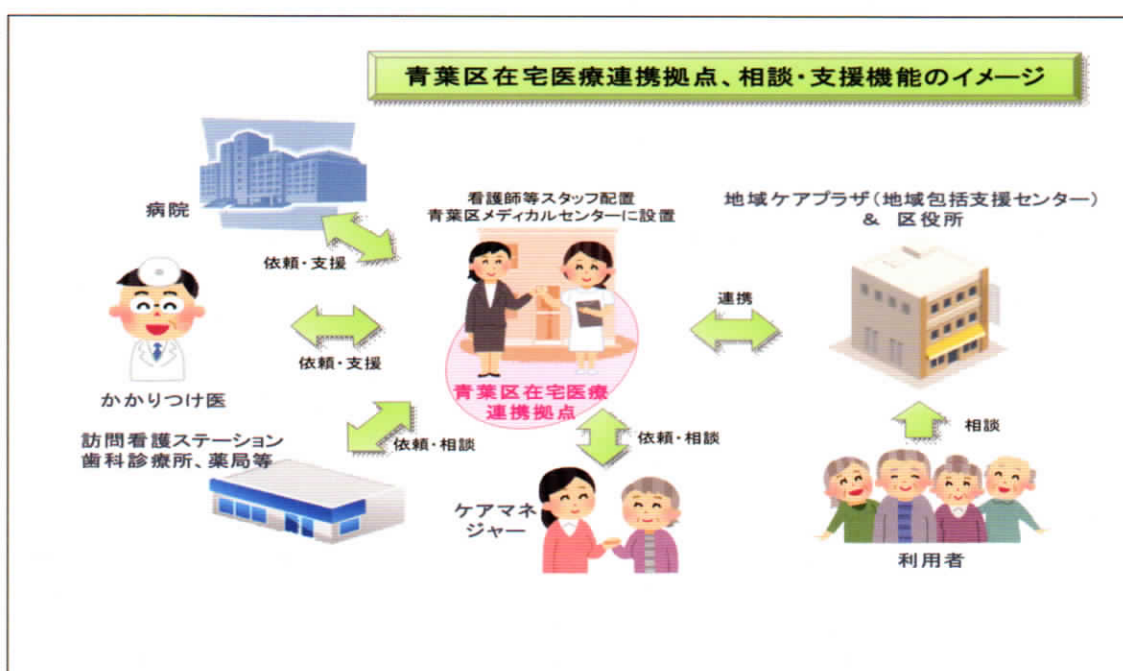 青葉区在宅医療連携拠点、相談・支援機能のイメージ
病院
看護師等スタッフ配置
青葉区メディカルセンターに設置
地域ケアプラザ(地域包括支援センター)
& 区役所
依頼・支援
連携
依頼・支援
かかりつけ医
青葉区在宅医療
連携拠点
訪問看護ステーション
歯科診療所、薬局等
依頼・相談
依頼・相談
相談
ケアマネ
ジャー
利用者